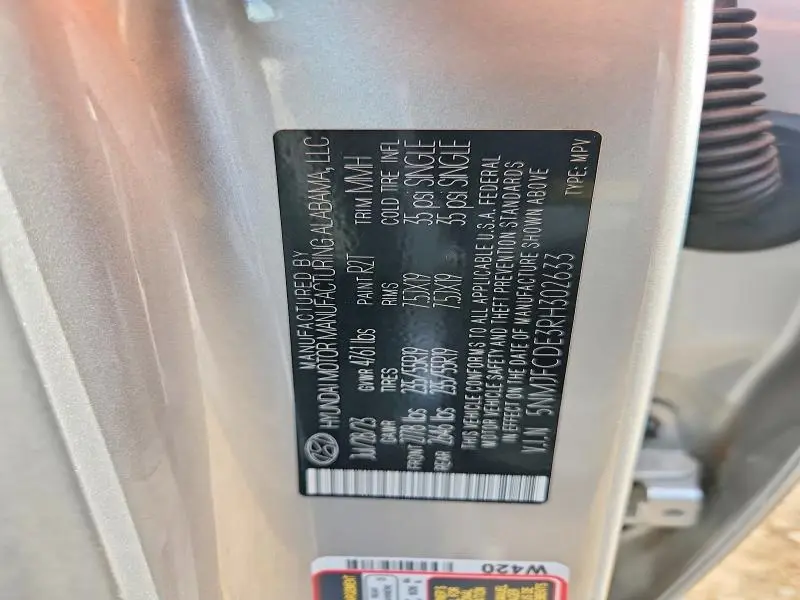 MANUFACTURED BY
HYUNDAI MOTOR MANUFACTURING ALABAMA, LLC
Jul/28/23 GVWR 4761 lbs PAINT R2T TRIM MMH
GAWR TIRES RIMS COLD TIRE INFL
FRONT 2778 lbs 235/55R19 7.5JX19 35 psi SINGLE
REAR 2646 lbs 235/55R19 7.5JX19 35 psi SINGLE
THIS VEHICLE CONFORMS TO ALL APPLICABLE U.S.A. FEDERAL
MOTOR VEHICLE SAFETY AND THEFT PREVENTION STANDARDS
IN EFFECT ON THE DATE OF MANUFACTURE SHOWN ABOVE
V.I.N 5NMJFCDE3RH302633 TYPE: MPV
W420